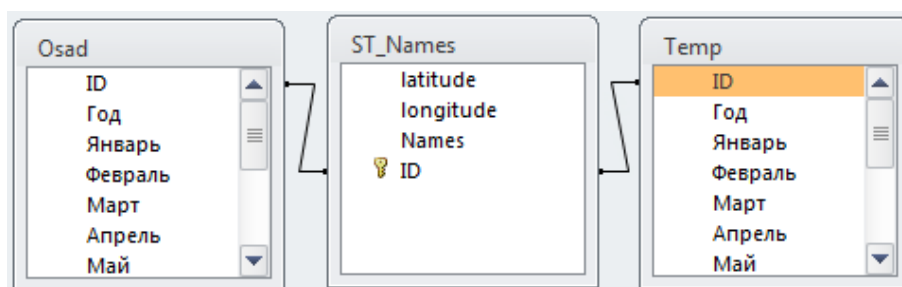 Osad
ID
Год
Январь
Февраль
Март
Апрель
Май
ST_Names
latitude
longitude
Names
ID
Temp
ID
Год
Январь
Февраль
Март
Апрель
Май